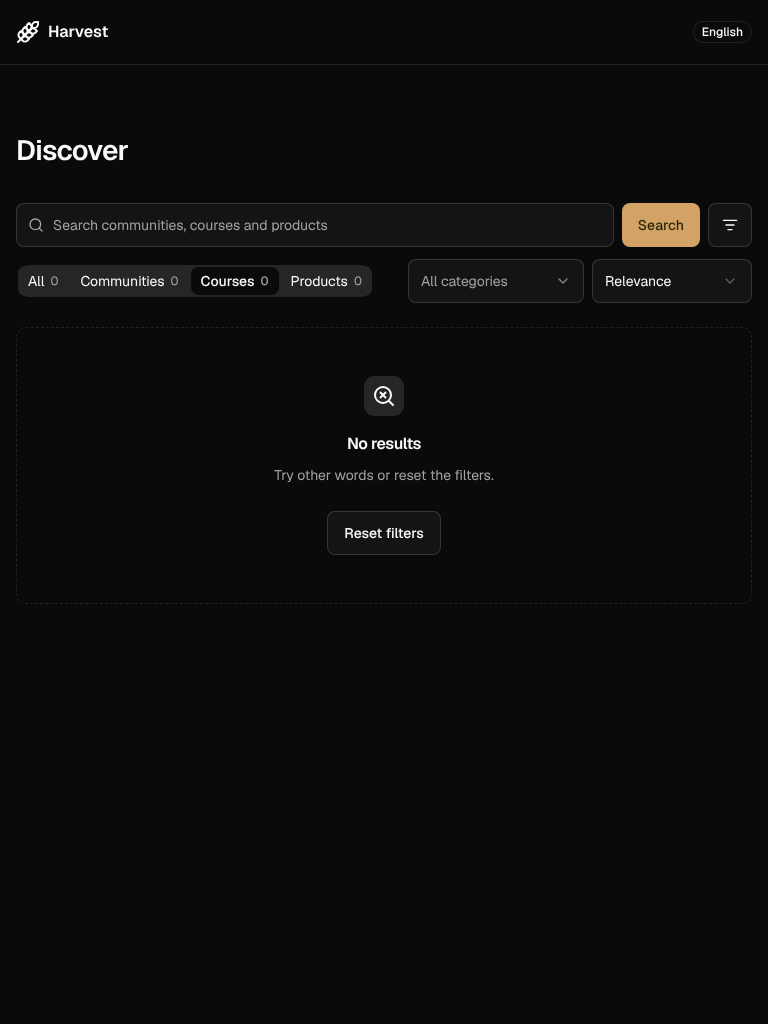 Harvest
English
Discover
Search communities, courses and products
Search
All 0
Communities 0
Courses 0
Products 0
All categories
Relevance
No results
Try other words or reset the filters.
Reset filters